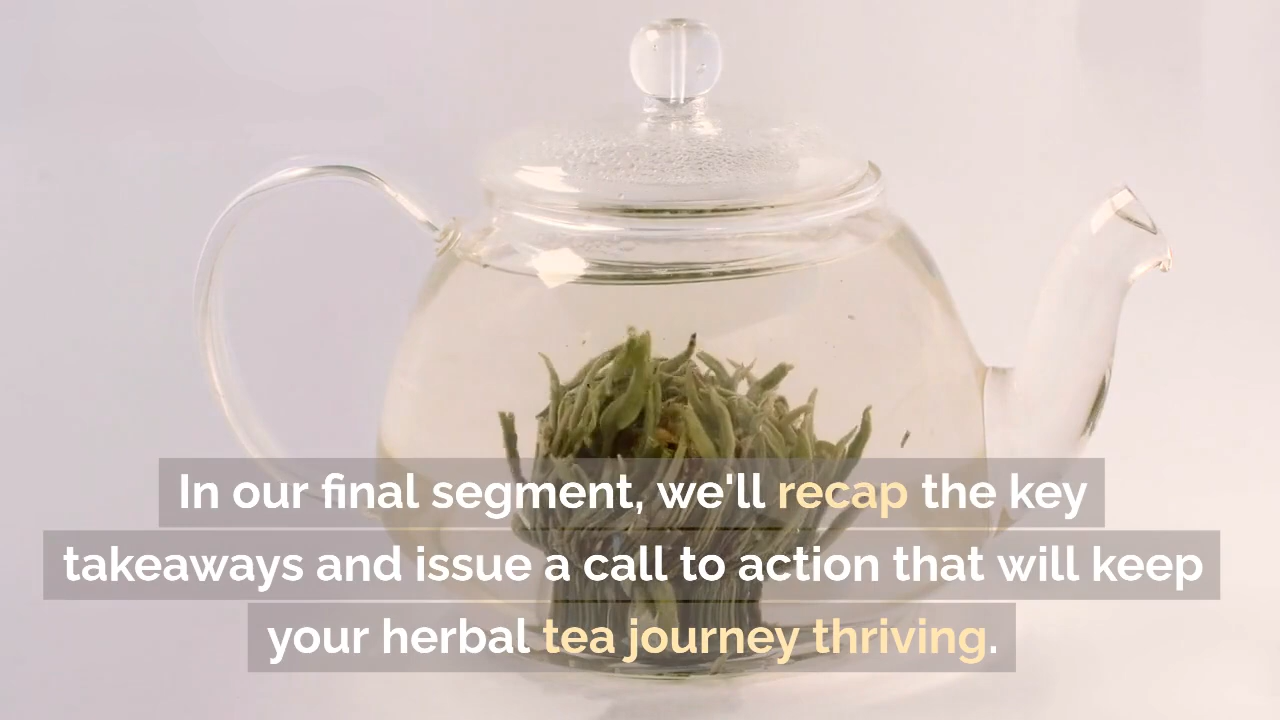 In our final segment, we'll recap the key
takeaways and issue a call to action that will keep
your herbal tea journey thriving.